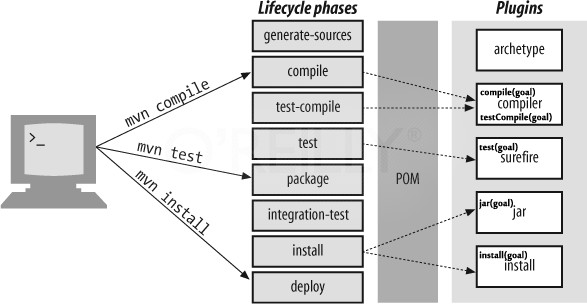 Lifecycle phases
Plugins
generate-sources
compile
test-compile
test
package
integration-test
install
deploy
mvn compile
mvn test
mvn install
>_
O'REILLY®
POM
archetype
compile(goal)
compiler
testCompile(goal)
test(goal)
surefire
jar(goal)
jar
install(goal)
install